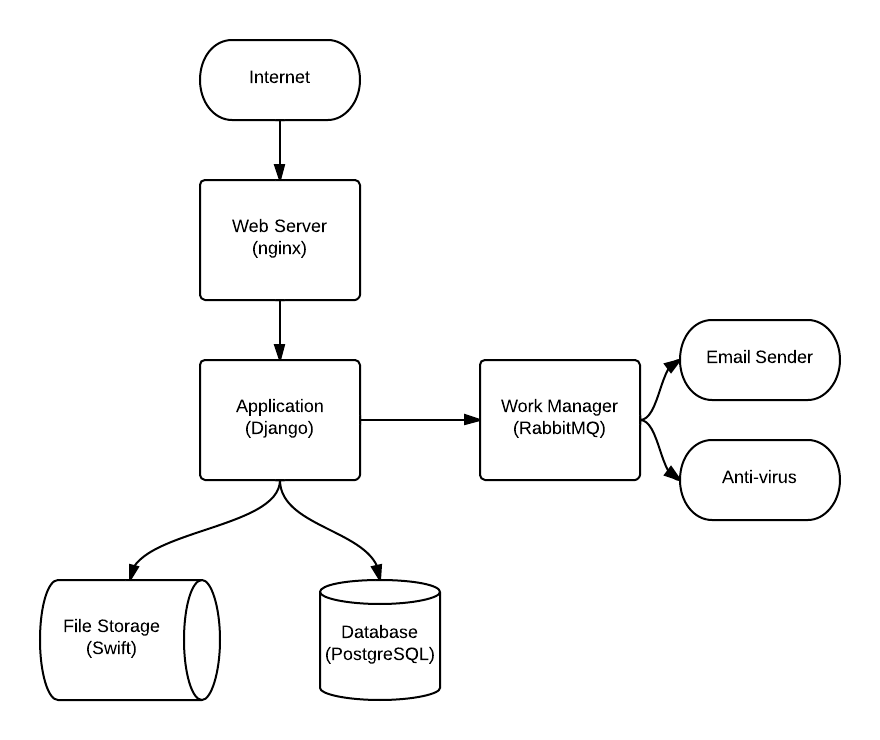 Internet
Web Server
(nginx)
Application
(Django)
Work Manager
(RabbitMQ)
Email Sender
Anti-virus
File Storage
(Swift)
Database
(PostgreSQL)